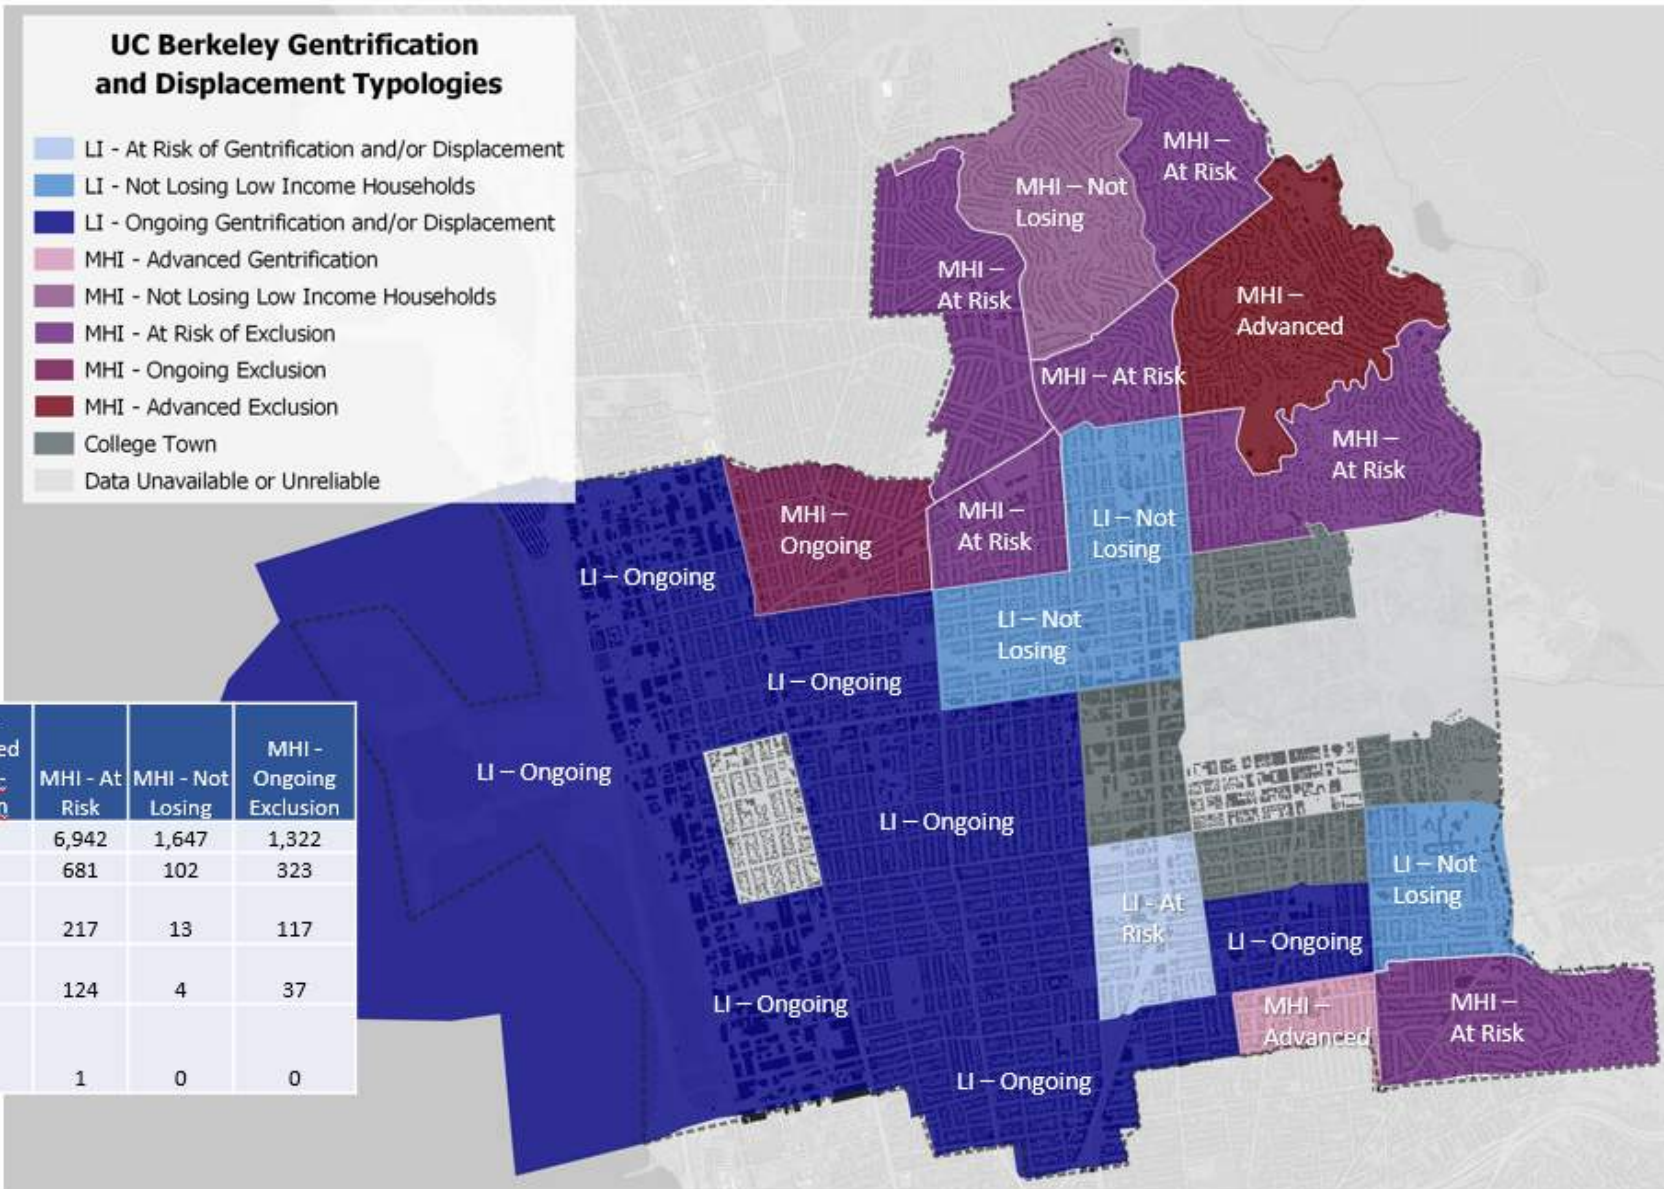 UC Berkeley Gentrification
and Displacement Typologies
LI - At Risk of Gentrification and/or Displacement
LI - Not Losing Low Income Households
LI - Ongoing Gentrification and/or Displacement
MHI - Advanced Gentrification
MHI - Not Losing Low Income Households
MHI - At Risk of Exclusion
MHI - Ongoing Exclusion
MHI - Advanced Exclusion
College Town
Data Unavailable or Unreliable
MHI –
At Risk
MHI – Not
Losing
MHI –
At Risk
MHI –
Advanced
MHI – At Risk
MHI –
At Risk
MHI –
Ongoing
MHI –
At Risk
LI – Not
Losing
LI – Ongoing
LI – Not
Losing
LI – Ongoing
LI – Ongoing
LI – Ongoing
LI – Not
Losing
LI - At
Risk
LI – Ongoing
LI – Ongoing
MHI –
Advanced
MHI –
At Risk
LI – Ongoing
MHI -
MHI - At MHI - Not Ongoing
Risk Losing Exclusion
6,942 1,647 1,322
681 102 323
217 13 117
124 4 37
1 0 0